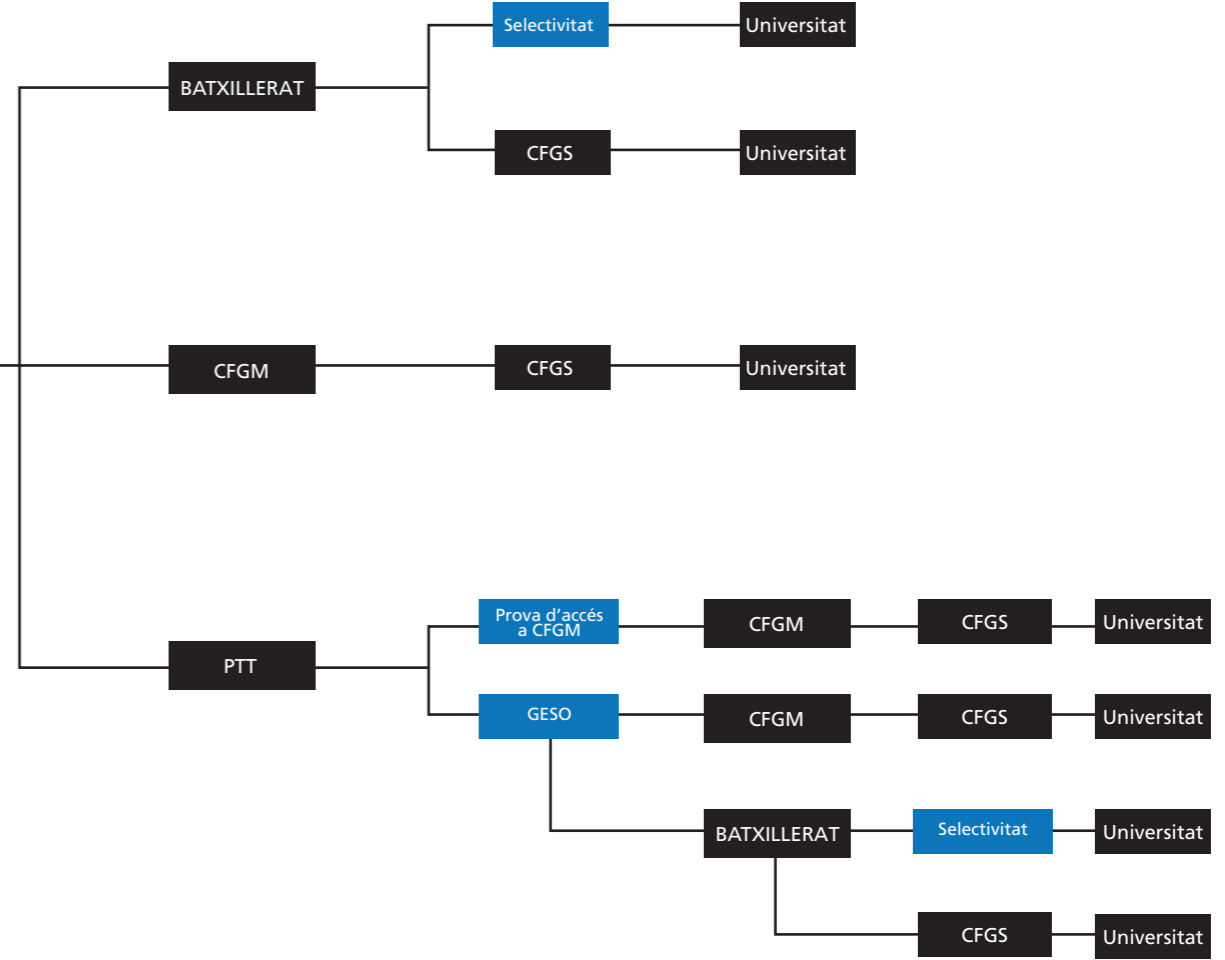 Selectivitat
Universitat
BATXILLERAT
CFGS
Universitat
CFGM
CFGS
Universitat
Prova d’accés
a CFGM
CFGM
CFGS
Universitat
PTT
GESO
CFGM
CFGS
Universitat
BATXILLERAT
Selectivitat
Universitat
CFGS
Universitat